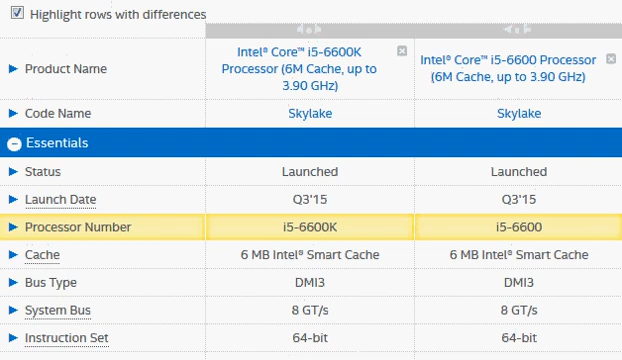 Highlight rows with differences
Product Name
Intel® Core™ i5-6600K
Processor (6M Cache, up to
3.90 GHz)
Intel® Core™ i5-6600 Processor
(6M Cache, up to 3.90 GHz)
Code Name Skylake Skylake
Essentials
Status Launched Launched
Launch Date Q3'15 Q3'15
Processor Number i5-6600K i5-6600
Cache 6 MB Intel® Smart Cache 6 MB Intel® Smart Cache
Bus Type DMI3 DMI3
System Bus 8 GT/s 8 GT/s
Instruction Set 64-bit 64-bit